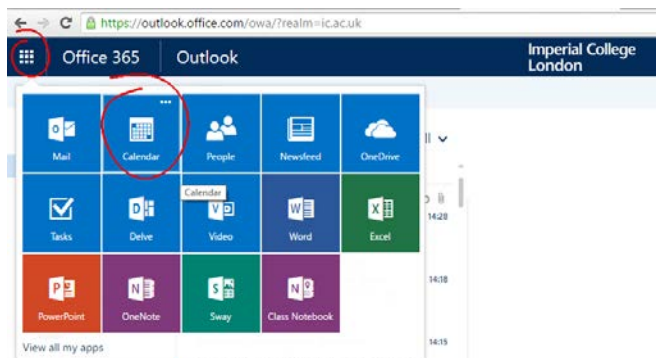 https://outlook.office.com/owa/?realm=ic.ac.uk
Office 365 Outlook Imperial College
London
Mail Calendar People Newsfeed OneDrive
Calendar
Tasks Delve Video Word Excel
14:28
PowerPoint OneNote Sway Class Notebook
14:18
View all my apps
14:15